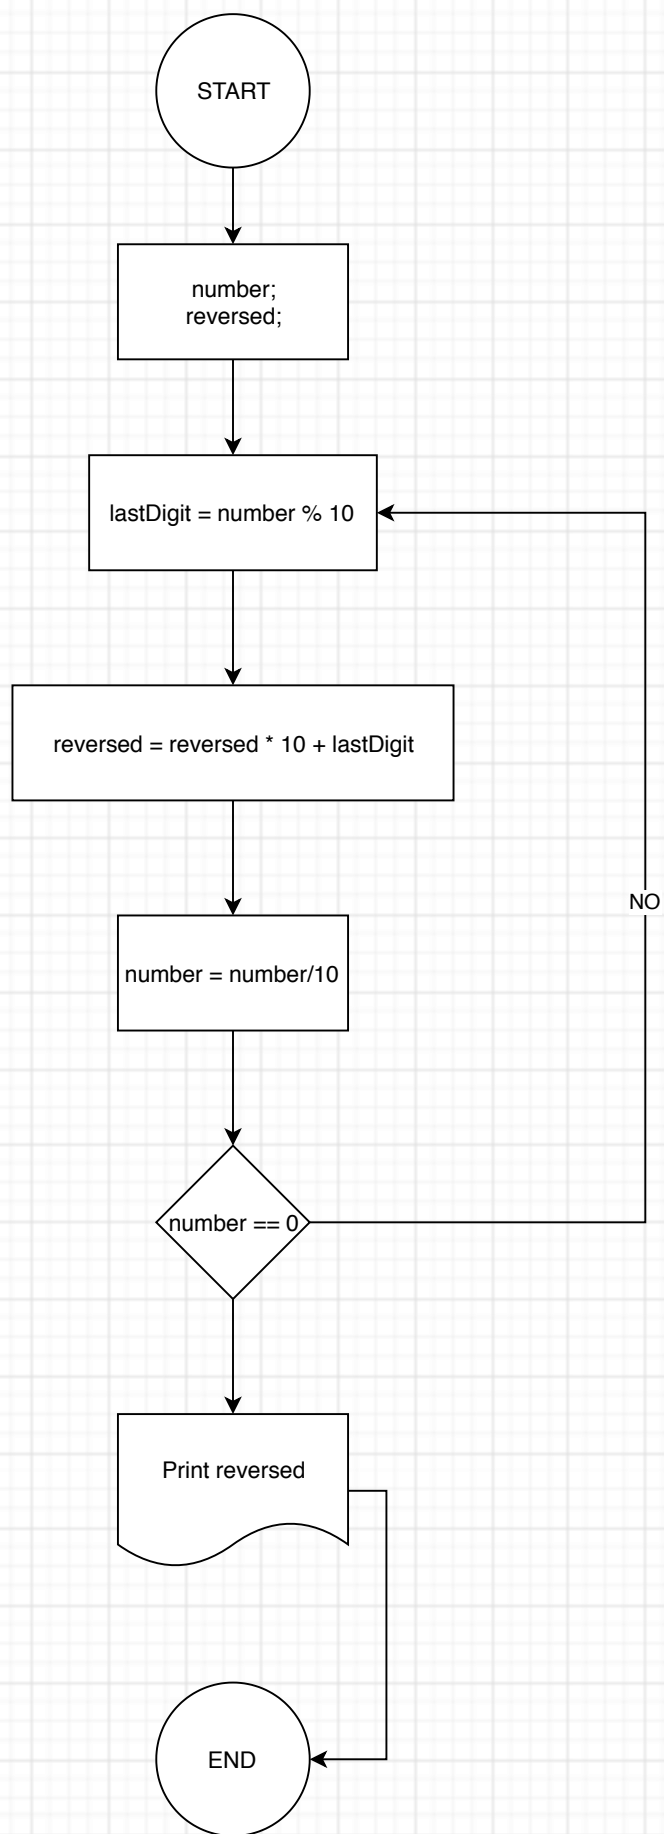 START
number;
reversed;
lastDigit = number % 10
reversed = reversed * 10 + lastDigit
number = number/10
NO
number == 0
Print reversed
END